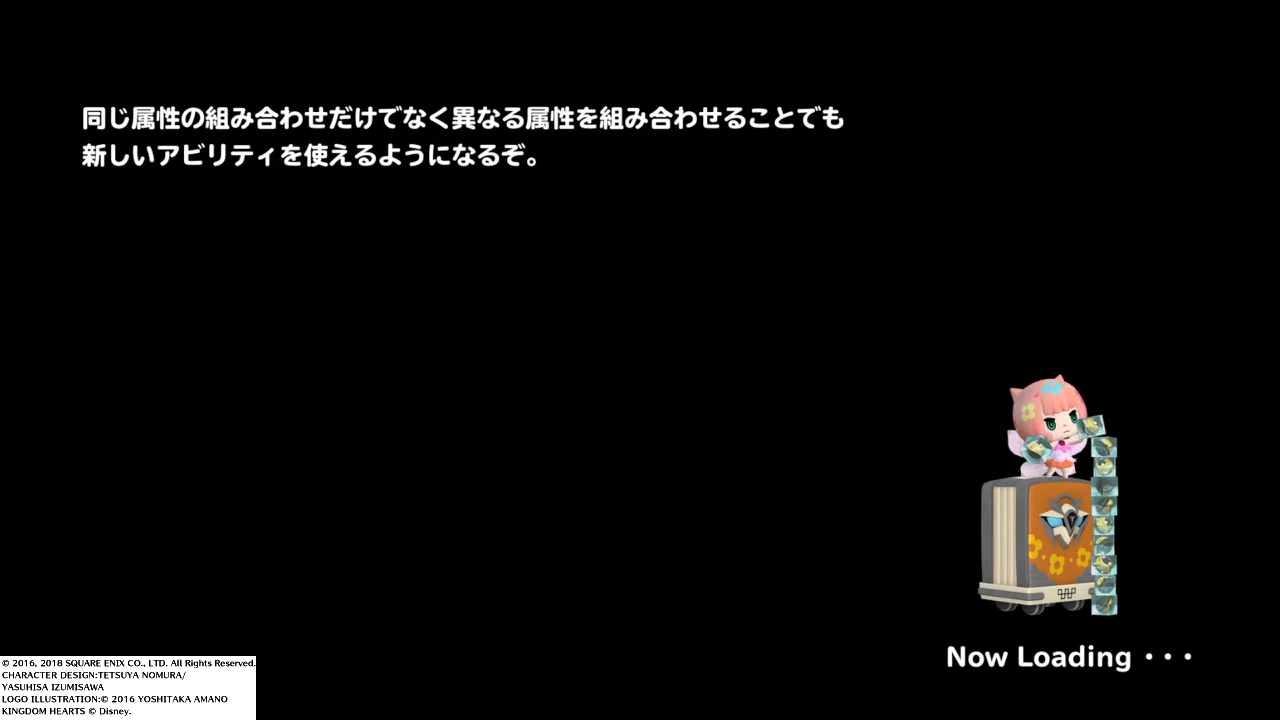 同じ属性の組み合わせだけでなく異なる属性を組み合わせることでも
新しいアビリティを使えるようになるぞ。
Now Loading ・・・
© 2016, 2018 SQUARE ENIX CO., LTD. All Rights Reserved.
CHARACTER DESIGN:TETSUYA NOMURA/
YASUHISA IZUMISAWA
LOGO ILLUSTRATION:© 2016 YOSHITAKA AMANO
KINGDOM HEARTS © Disney.